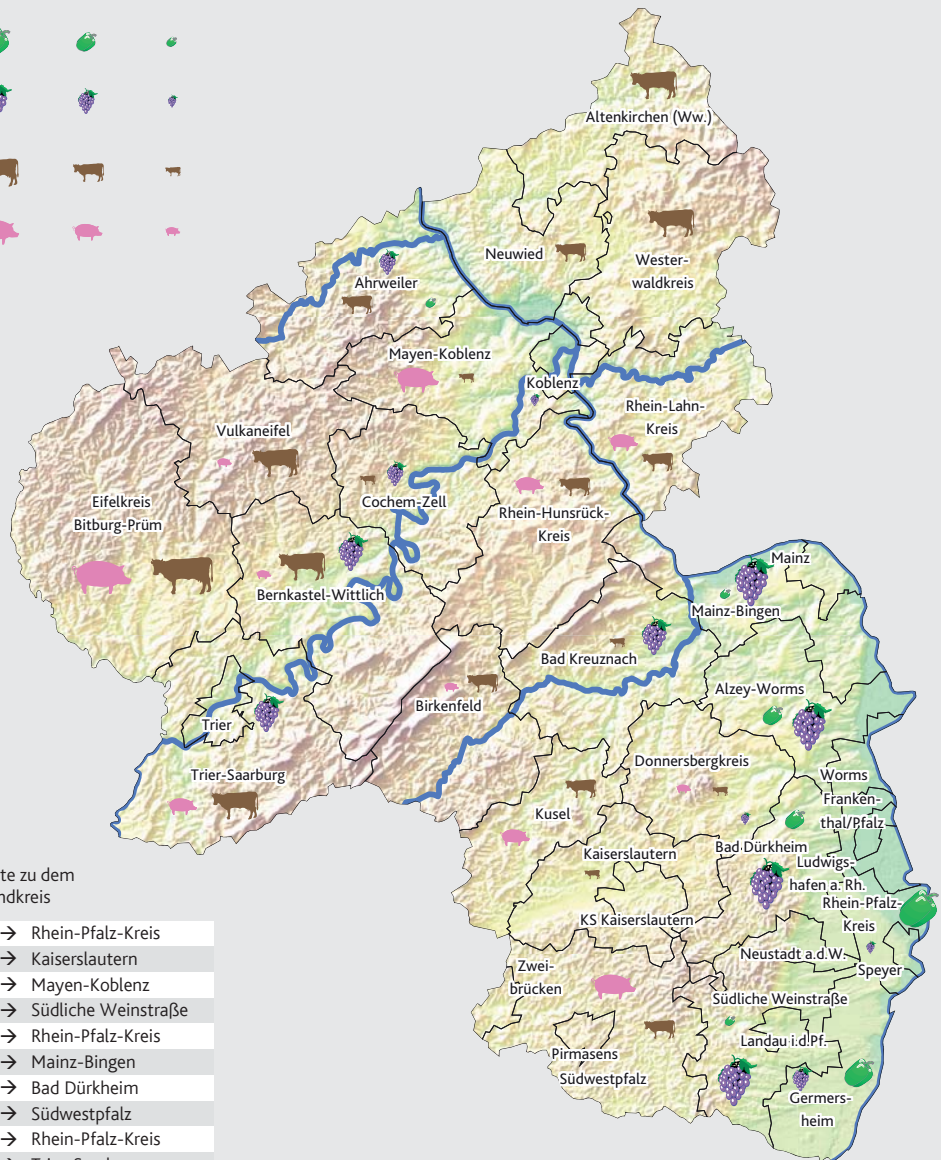 Altenkirchen (Ww.)
Neuwied
Wester-
waldkreis
Ahrweiler
Mayen-Koblenz
Koblenz
Rhein-Lahn-
Kreis
Vulkaneifel
Cochem-Zell
Eifelkreis
Bitburg-Prüm
Rhein-Hunsrück-
Kreis
Mainz
Bernkastel-Wittlich
Mainz-Bingen
Bad Kreuznach
Alzey-Worms
Birkenfeld
Trier
Trier-Saarburg
Donnersbergkreis
Worms
Franken-
thal/Pfalz
Kusel
Kaiserslautern
Bad Dürkheim
Ludwigs-
hafen a. Rh.
Rhein-Pfalz-
Kreis
KS Kaiserslautern
Neustadt a.d.W.
Speyer
Zwei-
brücken
Südliche Weinstraße
Landau i.d.Pf.
Pirmasens
Südwestpfalz
Germers-
heim
te zu dem
ndkreis
→ Rhein-Pfalz-Kreis
→ Kaiserslautern
→ Mayen-Koblenz
→ Südliche Weinstraße
→ Rhein-Pfalz-Kreis
→ Mainz-Bingen
→ Bad Dürkheim
→ Südwestpfalz
→ Rhein-Pfalz-Kreis